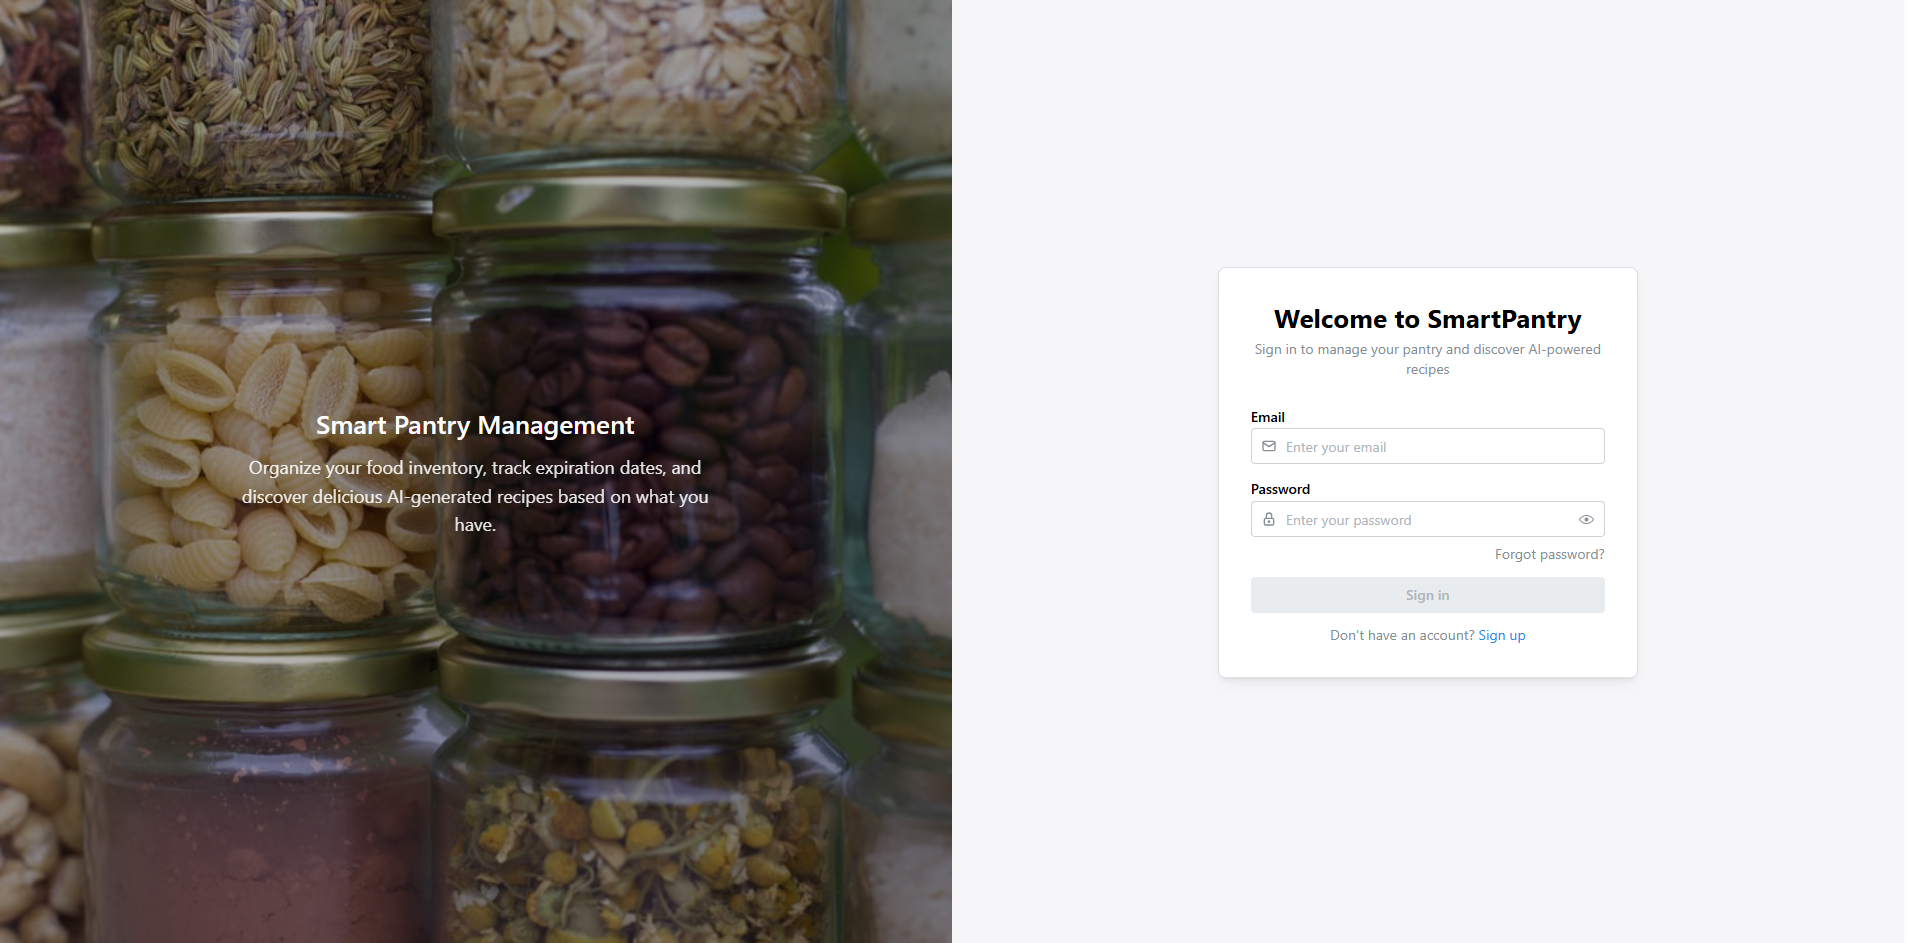 Smart Pantry Management
Organize your food inventory, track expiration dates, and
discover delicious AI-generated recipes based on what you
have.
Welcome to SmartPantry
Sign in to manage your pantry and discover AI-powered
recipes
Email
Enter your email
Password
Enter your password
Forgot password?
Sign in
Don't have an account? Sign up